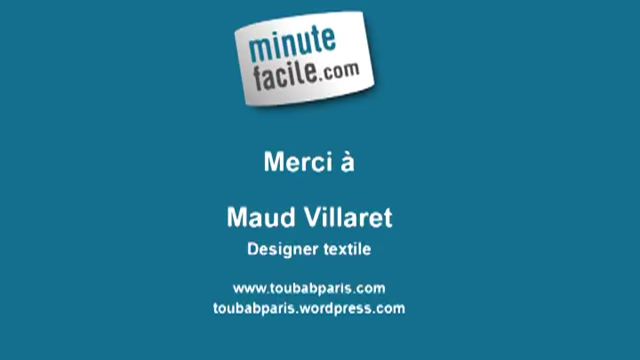 minute
facile.com
Merci à
Maud Villaret
Designer textile
www.toubabparis.com
toubabparis.wordpress.com